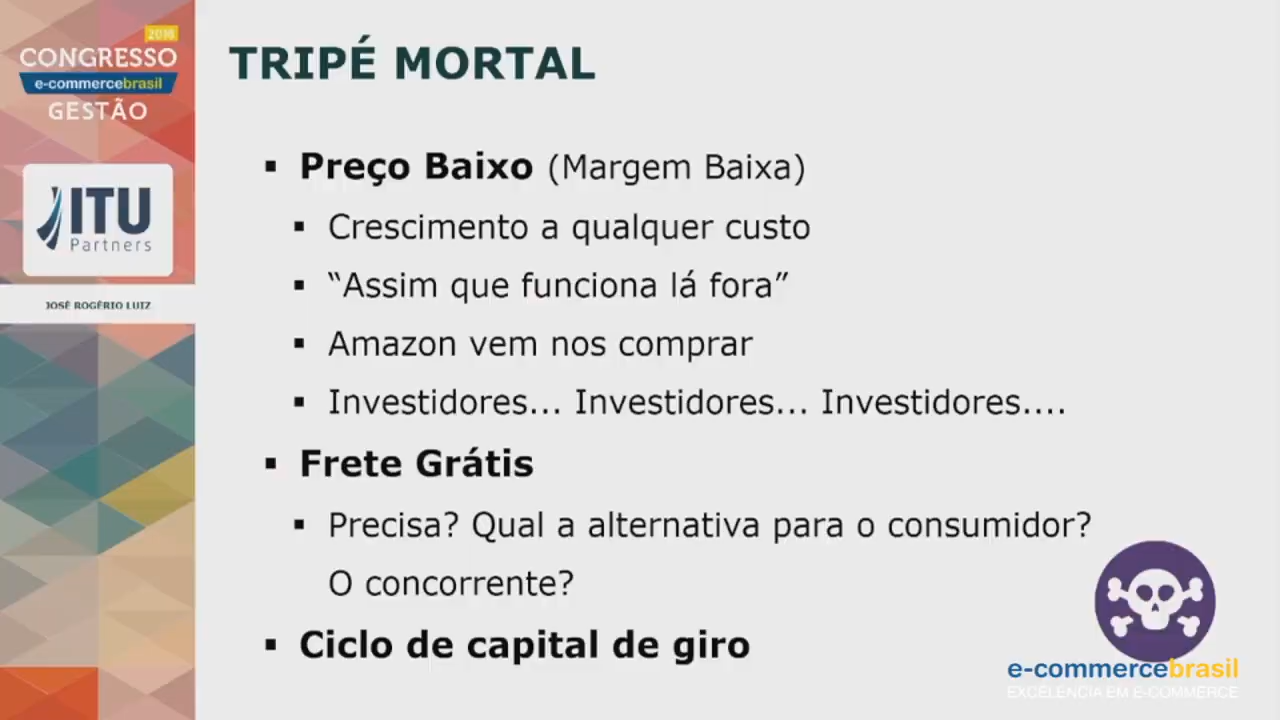 2016
CONGRESSO
e-commercebrasil
GESTÃO
ITU
Partners
JOSÉ ROGÉRIO LUIZ
TRIPÉ MORTAL
▪ Preço Baixo (Margem Baixa)
▪ Crescimento a qualquer custo
▪ “Assim que funciona lá fora”
▪ Amazon vem nos comprar
▪ Investidores... Investidores... Investidores....
▪ Frete Grátis
▪ Precisa? Qual a alternativa para o consumidor?
O concorrente?
▪ Ciclo de capital de giro
e-commercebrasil
EXCELÊNCIA EM E-COMMERCE